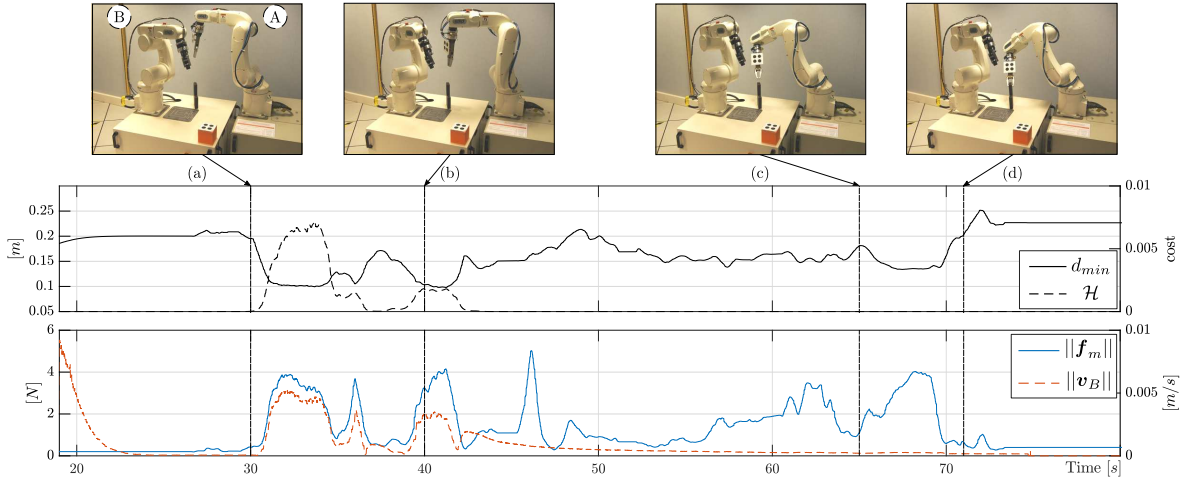 B A
(a) (b) (c) (d)
0.25 0.01
0.2
[m] 0.15 0.005 cost
0.1 d_min
0.05 ℋ 0
6 0.01
4 ||f_m||
[N] 0.005 [m/s]
2 ||v_B||
0 0
20 30 40 50 60 70 Time [s]